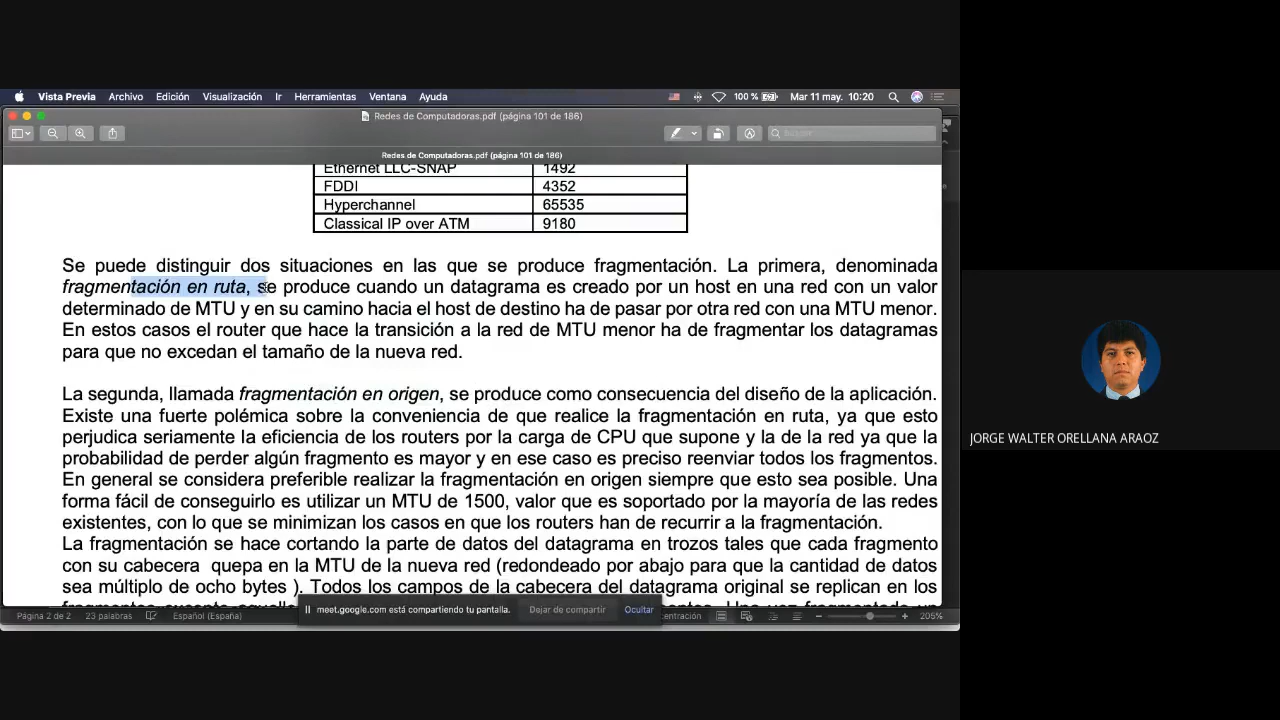 Vista Previa Archivo Edición Visualización Ir Herramientas Ventana Ayuda 100 % Mar 11 may. 10:20
Redes de Computadoras.pdf (página 101 de 186)
Buscar
Redes de Computadoras.pdf (página 101 de 186)
Ethernet LLC-SNAP 1492
FDDI 4352
Hyperchannel 65535
Classical IP over ATM 9180
Se puede distinguir dos situaciones en las que se produce fragmentación. La primera, denominada
fragmentación en ruta, se produce cuando un datagrama es creado por un host en una red con un valor
determinado de MTU y en su camino hacia el host de destino ha de pasar por otra red con una MTU menor.
En estos casos el router que hace la transición a la red de MTU menor ha de fragmentar los datagramas
para que no excedan el tamaño de la nueva red.
La segunda, llamada fragmentación en origen, se produce como consecuencia del diseño de la aplicación.
Existe una fuerte polémica sobre la conveniencia de que realice la fragmentación en ruta, ya que esto
perjudica seriamente la eficiencia de los routers por la carga de CPU que supone y la de la red ya que la
probabilidad de perder algún fragmento es mayor y en ese caso es preciso reenviar todos los fragmentos.
En general se considera preferible realizar la fragmentación en origen siempre que esto sea posible. Una
forma fácil de conseguirlo es utilizar un MTU de 1500, valor que es soportado por la mayoría de las redes
existentes, con lo que se minimizan los casos en que los routers han de recurrir a la fragmentación.
La fragmentación se hace cortando la parte de datos del datagrama en trozos tales que cada fragmento
con su cabecera quepa en la MTU de la nueva red (redondeado por abajo para que la cantidad de datos
sea múltiplo de ocho bytes ). Todos los campos de la cabecera del datagrama original se replican en los
meet.google.com está compartiendo tu pantalla. Dejar de compartir Ocultar
Página 2 de 2 23 palabras Español (España) 205%
JORGE WALTER ORELLANA ARAOZ